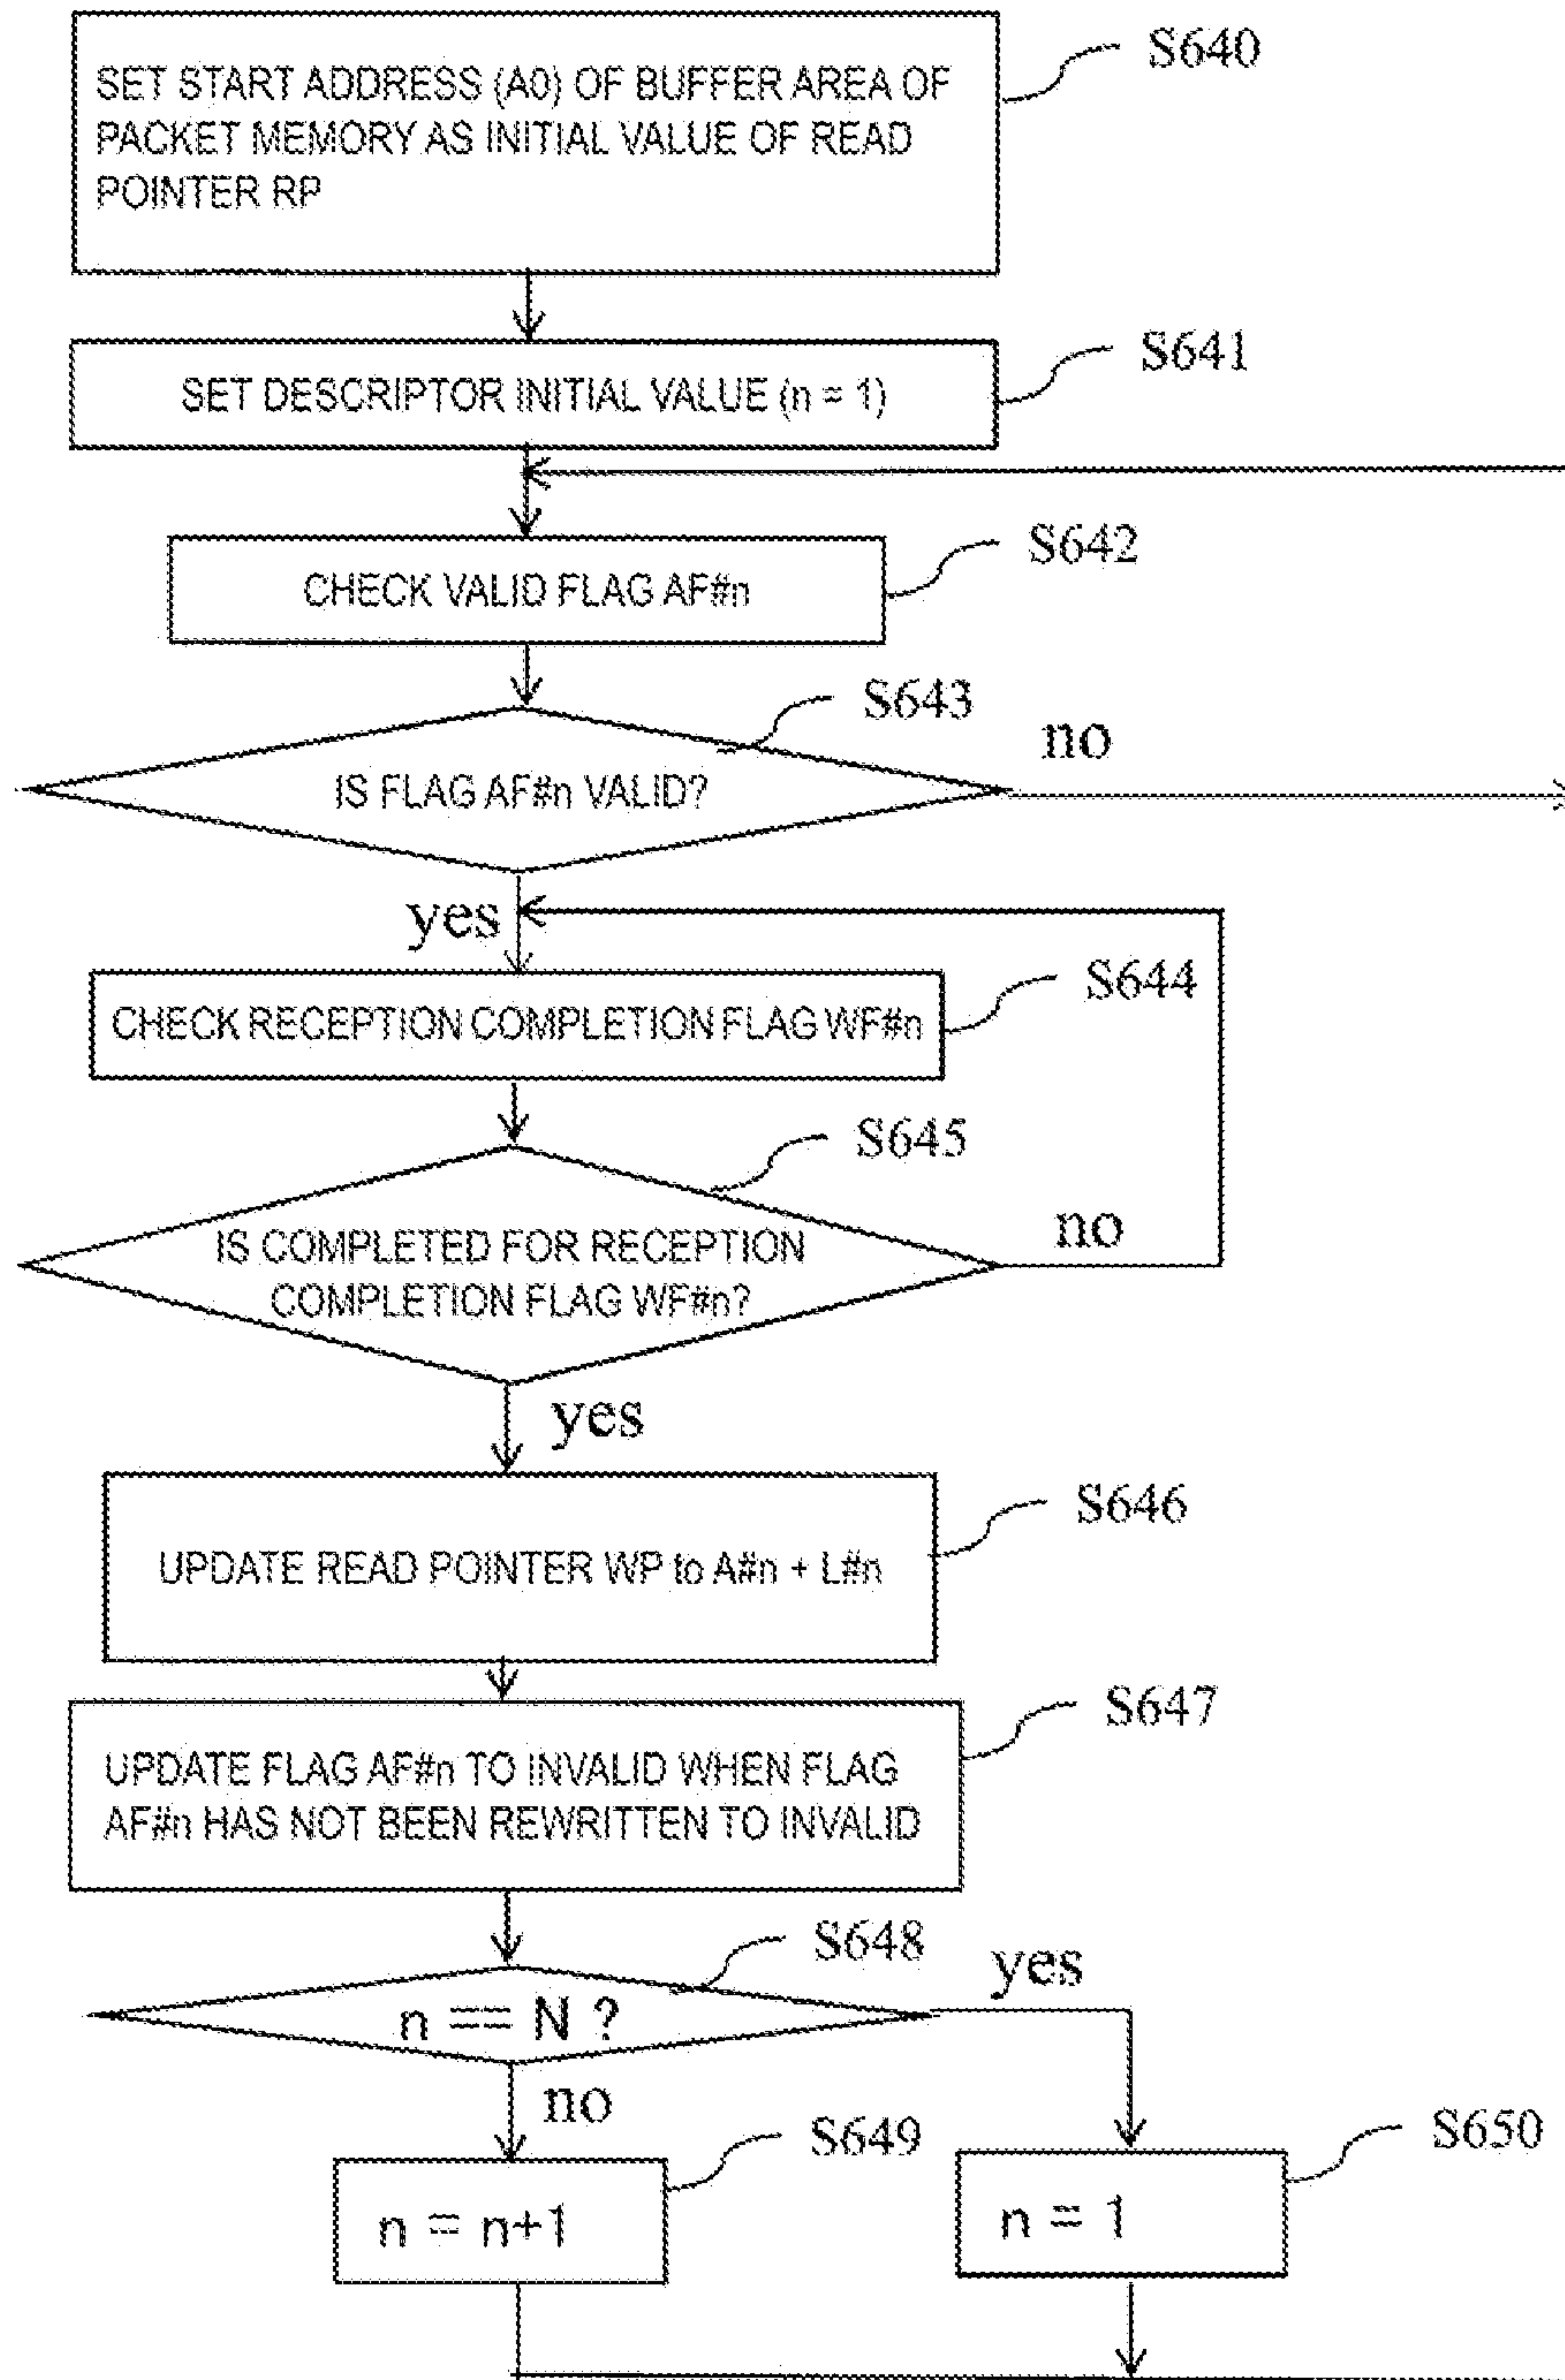 S640
SET START ADDRESS (A0) OF BUFFER AREA OF
PACKET MEMORY AS INITIAL VALUE OF READ
POINTER RP
S641
SET DESCRIPTOR INITIAL VALUE (n = 1)
S642
CHECK VALID FLAG AF#n
S643
no
IS FLAG AF#n VALID?
yes
S644
CHECK RECEPTION COMPLETION FLAG WF#n
S645
no
IS COMPLETED FOR RECEPTION
COMPLETION FLAG WF#n?
yes
S646
UPDATE READ POINTER WP to A#n + L#n
S647
UPDATE FLAG AF#n TO INVALID WHEN FLAG
AF#n HAS NOT BEEN REWRITTEN TO INVALID
S648
yes
n == N ?
no
S649
S650
n = n+1
n = 1